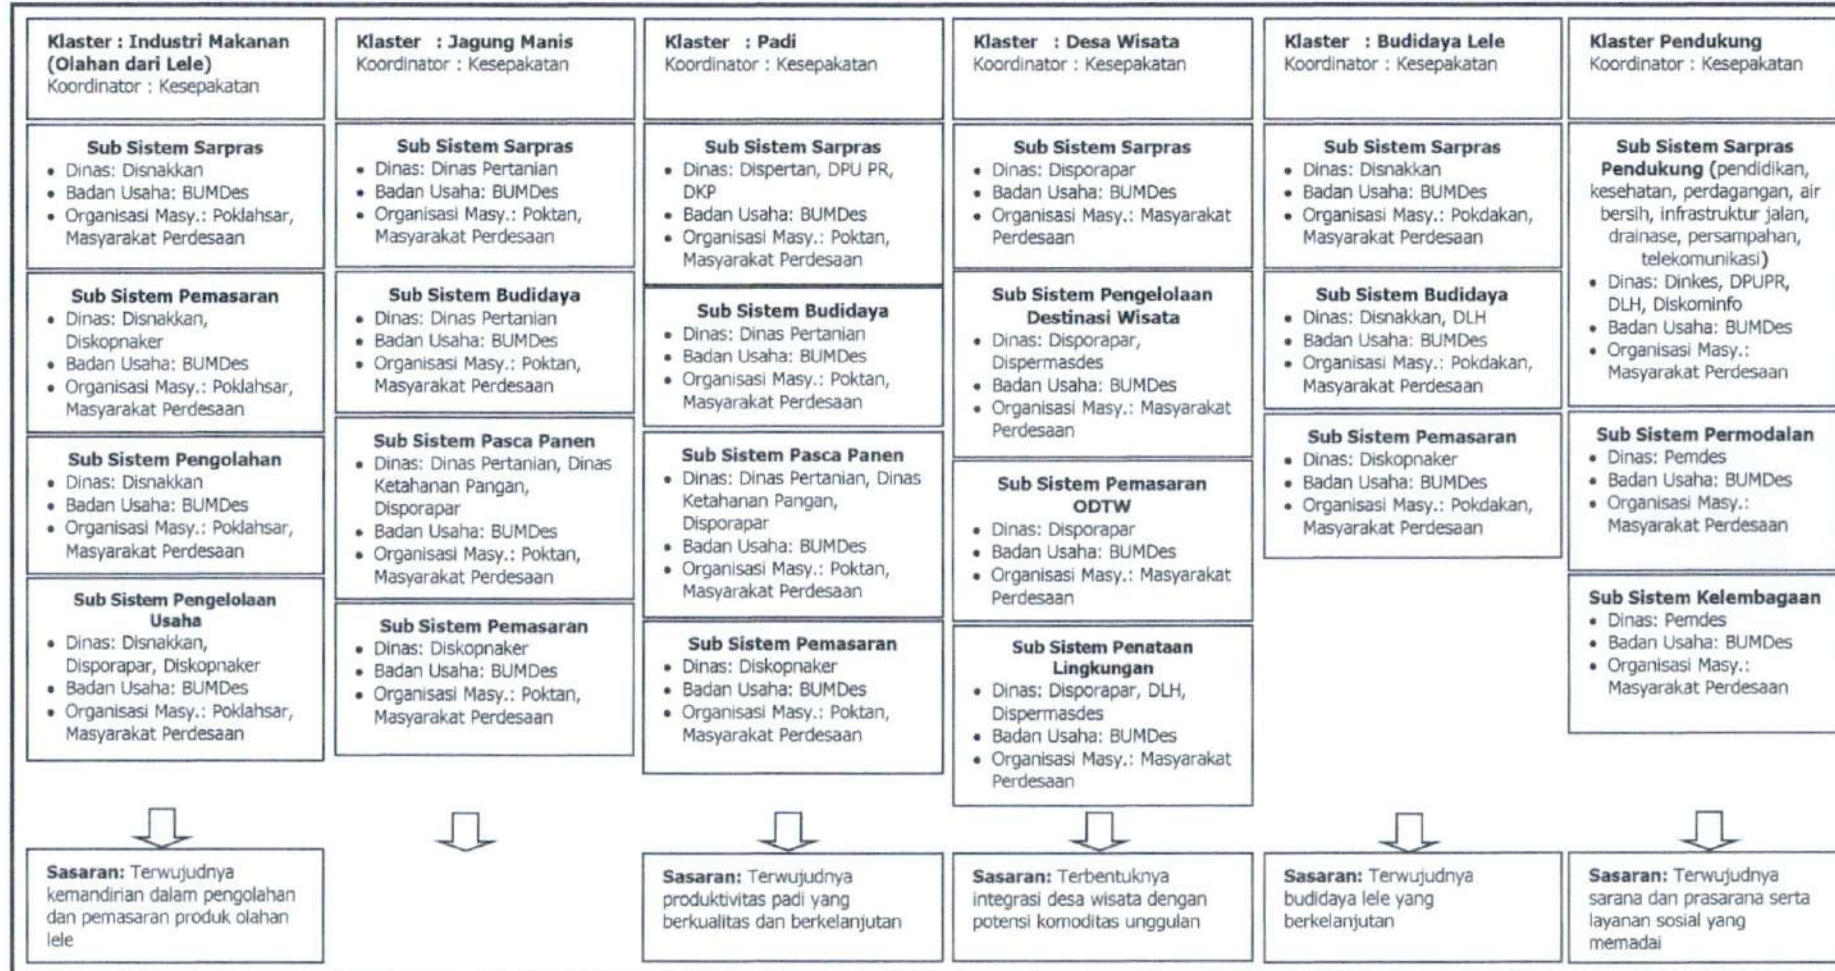 Klaster : Industri Makanan
(Olahan dari Lele)
Koordinator : Kesepakatan
Sub Sistem Sarpras
• Dinas: Disnakkan
• Badan Usaha: BUMDes
• Organisasi Masy.: Poklahsar,
Masyarakat Perdesaan
Sub Sistem Pemasaran
• Dinas: Disnakkan,
Diskopnaker
• Badan Usaha: BUMDes
• Organisasi Masy.: Poklahsar,
Masyarakat Perdesaan
Sub Sistem Pengolahan
• Dinas: Disnakkan
• Badan Usaha: BUMDes
• Organisasi Masy.: Poklahsar,
Masyarakat Perdesaan
Sub Sistem Pengelolaan
Usaha
• Dinas: Disnakkan,
Disporapar, Diskopnaker
• Badan Usaha: BUMDes
• Organisasi Masy.: Poklahsar,
Masyarakat Perdesaan
Sasaran: Terwujudnya
kemandirian dalam pengolahan
dan pemasaran produk olahan
lele
Klaster : Jagung Manis
Koordinator : Kesepakatan
Sub Sistem Sarpras
• Dinas: Dinas Pertanian
• Badan Usaha: BUMDes
• Organisasi Masy.: Poktan,
Masyarakat Perdesaan
Sub Sistem Budidaya
• Dinas: Dinas Pertanian
• Badan Usaha: BUMDes
• Organisasi Masy.: Poktan,
Masyarakat Perdesaan
Sub Sistem Pasca Panen
• Dinas: Dinas Pertanian, Dinas
Ketahanan Pangan,
Disporapar
• Badan Usaha: BUMDes
• Organisasi Masy.: Poktan,
Masyarakat Perdesaan
Sub Sistem Pemasaran
• Dinas: Diskopnaker
• Badan Usaha: BUMDes
• Organisasi Masy.: Poktan,
Masyarakat Perdesaan
Klaster : Padi
Koordinator : Kesepakatan
Sub Sistem Sarpras
• Dinas: Dispertan, DPU PR,
DKP
• Badan Usaha: BUMDes
• Organisasi Masy.: Poktan,
Masyarakat Perdesaan
Sub Sistem Budidaya
• Dinas: Dinas Pertanian
• Badan Usaha: BUMDes
• Organisasi Masy.: Poktan,
Masyarakat Perdesaan
Sub Sistem Pasca Panen
• Dinas: Dinas Pertanian, Dinas
Ketahanan Pangan,
Disporapar
• Badan Usaha: BUMDes
• Organisasi Masy.: Poktan,
Masyarakat Perdesaan
Sub Sistem Pemasaran
• Dinas: Diskopnaker
• Badan Usaha: BUMDes
• Organisasi Masy.: Poktan,
Masyarakat Perdesaan
Sasaran: Terwujudnya
produktivitas padi yang
berkualitas dan berkelanjutan
Klaster : Desa Wisata
Koordinator : Kesepakatan
Sub Sistem Sarpras
• Dinas: Disporapar
• Badan Usaha: BUMDes
• Organisasi Masy.: Masyarakat
Perdesaan
Sub Sistem Pengelolaan
Destinasi Wisata
• Dinas: Disporapar,
Dispermasdes
• Badan Usaha: BUMDes
• Organisasi Masy.: Masyarakat
Perdesaan
Sub Sistem Pemasaran
ODTW
• Dinas: Disporapar
• Badan Usaha: BUMDes
• Organisasi Masy.: Masyarakat
Perdesaan
Sub Sistem Penataan
Lingkungan
• Dinas: Disporapar, DLH,
Dispermasdes
• Badan Usaha: BUMDes
• Organisasi Masy.: Masyarakat
Perdesaan
Sasaran: Terbentuknya
integrasi desa wisata dengan
potensi komoditas unggulan
Klaster : Budidaya Lele
Koordinator : Kesepakatan
Sub Sistem Sarpras
• Dinas: Disnakkan
• Badan Usaha: BUMDes
• Organisasi Masy.: Pokdakan,
Masyarakat Perdesaan
Sub Sistem Budidaya
• Dinas: Disnakkan, DLH
• Badan Usaha: BUMDes
• Organisasi Masy.: Pokdakan,
Masyarakat Perdesaan
Sub Sistem Pemasaran
• Dinas: Diskopnaker
• Badan Usaha: BUMDes
• Organisasi Masy.: Pokdakan,
Masyarakat Perdesaan
Sasaran: Terwujudnya
budidaya lele yang
berkelanjutan
Klaster Pendukung
Koordinator : Kesepakatan
Sub Sistem Sarpras
Pendukung (pendidikan,
kesehatan, perdagangan, air
bersih, infrastruktur jalan,
drainase, persampahan,
telekomunikasi)
• Dinas: Dinkes, DPUPR,
DLH, Diskominfo
• Badan Usaha: BUMDes
• Organisasi Masy.:
Masyarakat Perdesaan
Sub Sistem Permodalan
• Dinas: Pemdes
• Badan Usaha: BUMDes
• Organisasi Masy.:
Masyarakat Perdesaan
Sub Sistem Kelembagaan
• Dinas: Pemdes
• Badan Usaha: BUMDes
• Organisasi Masy.:
Masyarakat Perdesaan
Sasaran: Terwujudnya
sarana dan prasarana serta
layanan sosial yang
memadai